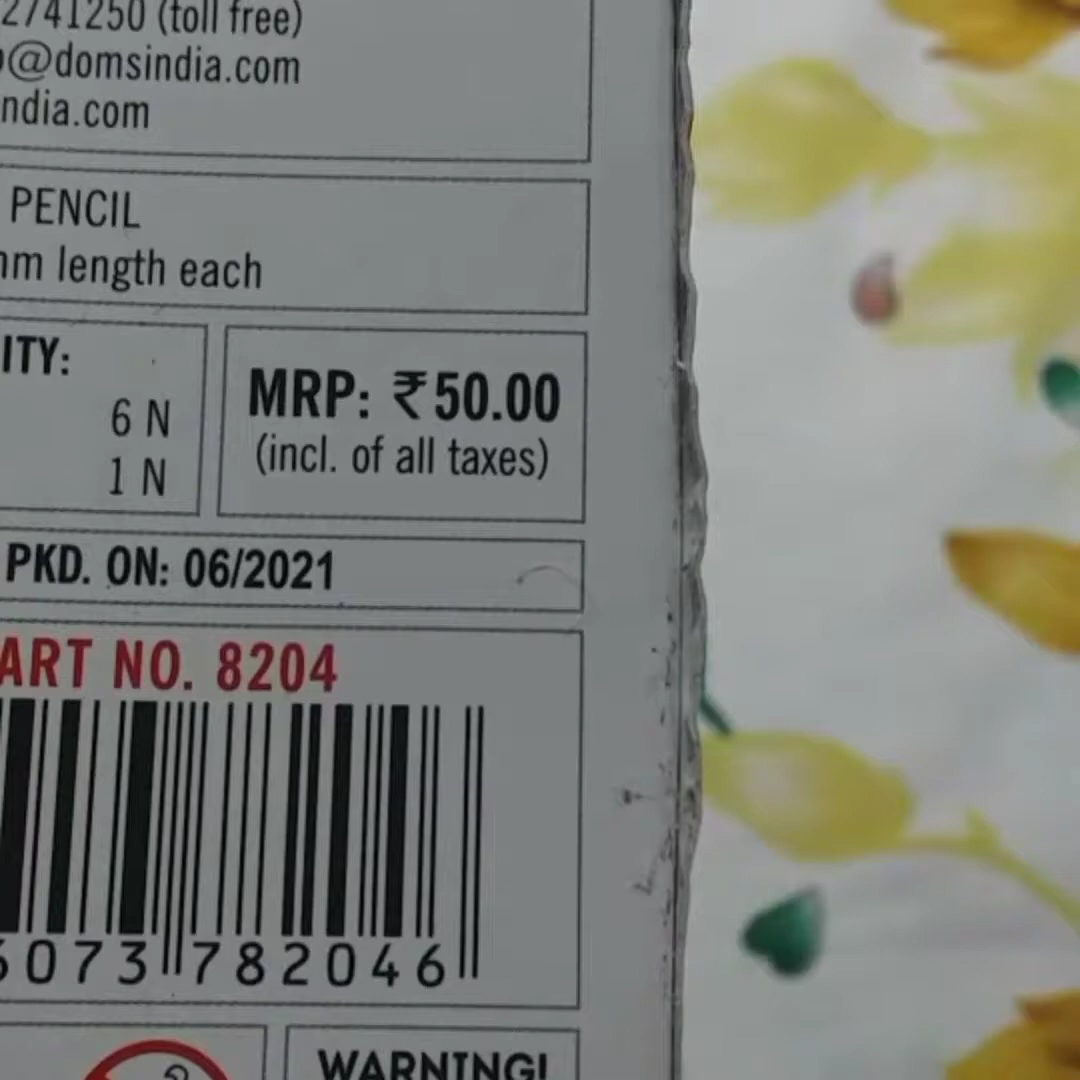 2741250 (toll free)
@domsindia.com
ndia.com
PENCIL
mm length each
ITY:
6 N
1 N
MRP: ₹50.00
(incl. of all taxes)
PKD. ON: 06/2021
ART NO. 8204
6073 782046
WARNING!